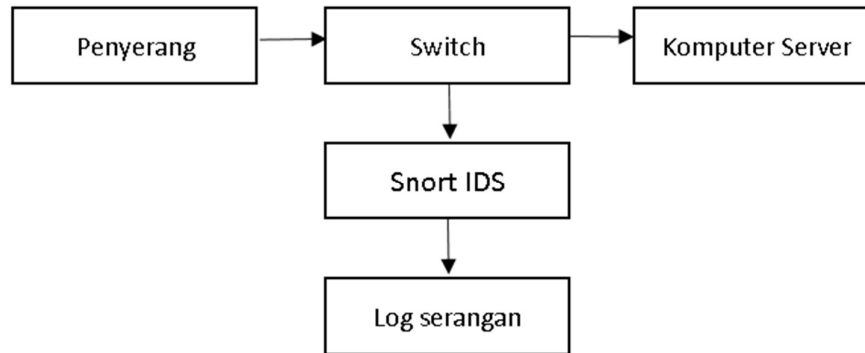 Penyerang
Switch
Komputer Server
Snort IDS
Log serangan